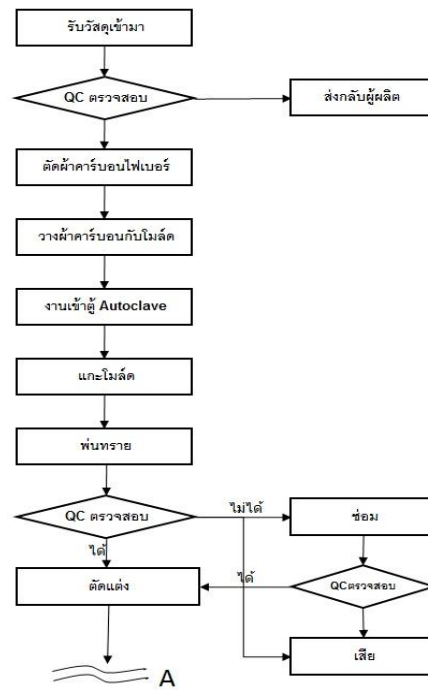 รับวัสดุเข้ามา
QC ตรวจสอบ
ส่งกลับผู้ผลิต
ตัดผ้าคาร์บอนไฟเบอร์
วางผ้าคาร์บอนกับโมล์ด
งานเข้าตู้ Autoclave
แกะโมล์ด
พ่นทราย
QC ตรวจสอบ
ไม่ได้
ซ่อม
ได้
QCตรวจสอบ
ได้
ตัดแต่ง
เสีย
A